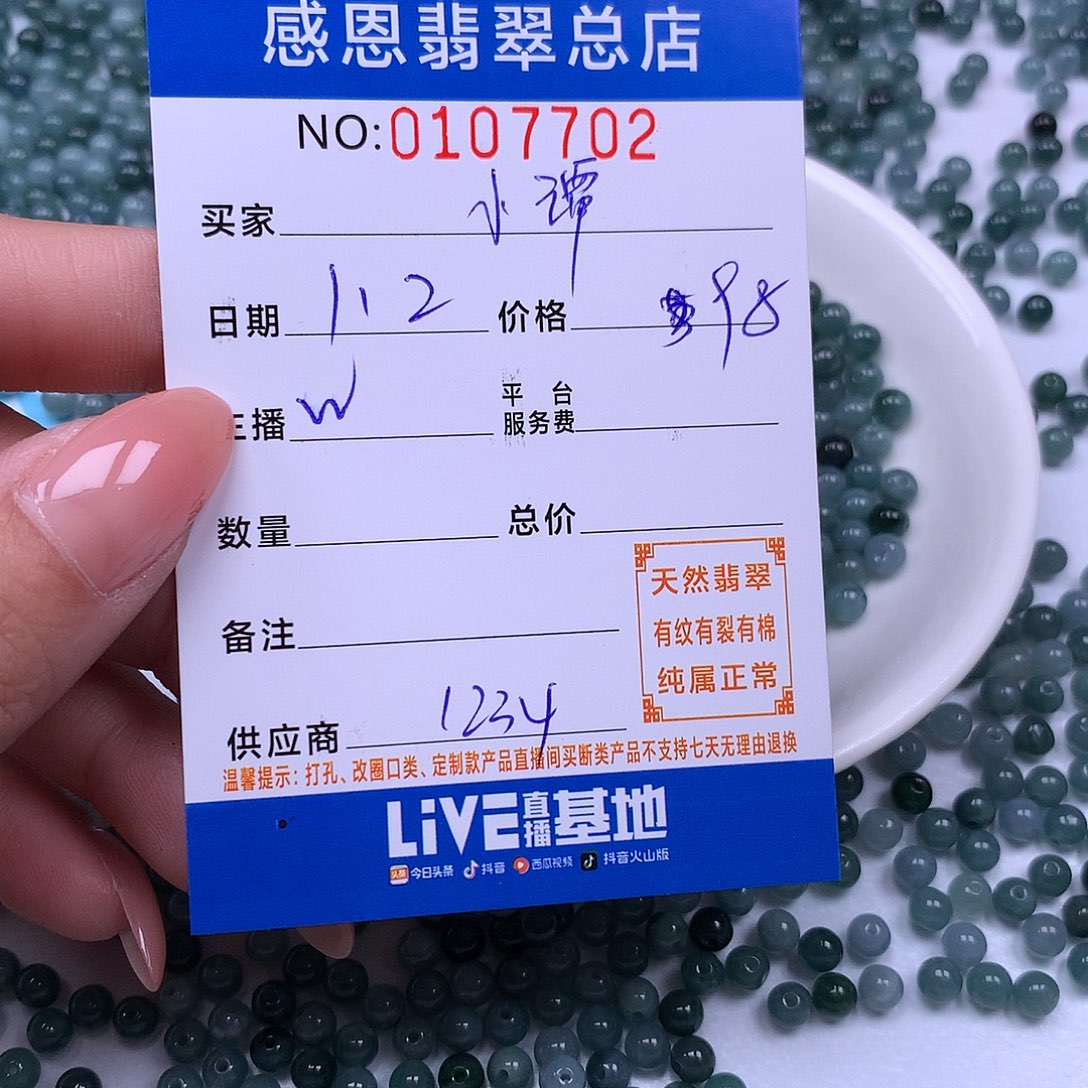 感恩翡翠总店
NO:0107702
买家 水潭
日期 1.2 价格 98
主播 W 平台服务费
数量 总价
天然翡翠
有纹有裂有棉
纯属正常
备注
供应商 1234
温馨提示：打孔、改圈口类、定制款产品直播间买断类产品不支持七天无理由退换
LiVE直播基地
头条 今日头条 抖音 西瓜视频 抖音火山版